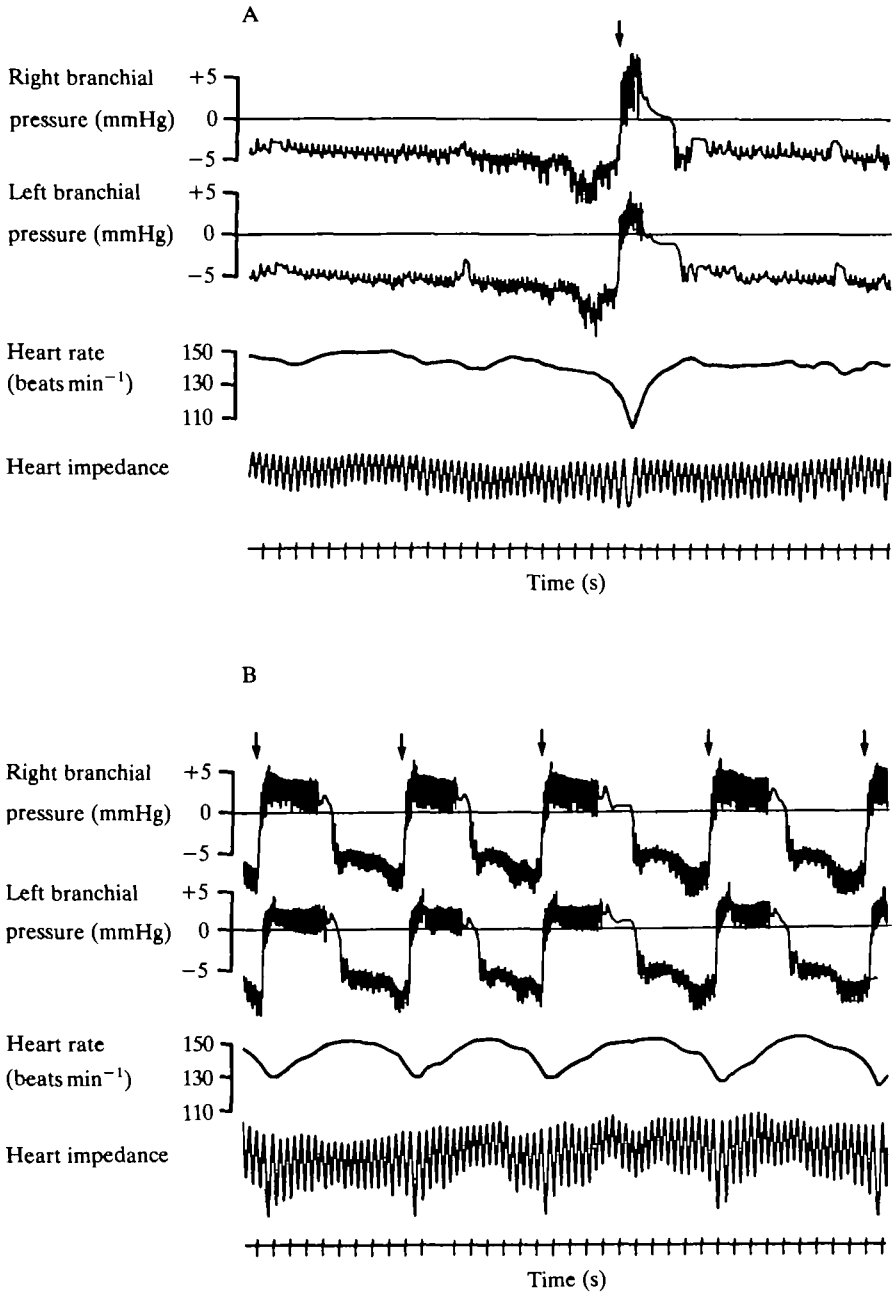 A
Right branchial
pressure (mmHg)
+5
0
−5
Left branchial
pressure (mmHg)
+5
0
−5
Heart rate
(beats min⁻¹)
150
130
110
Heart impedance
Time (s)
B
Right branchial
pressure (mmHg)
+5
0
−5
Left branchial
pressure (mmHg)
+5
0
−5
Heart rate
(beats min⁻¹)
150
130
110
Heart impedance
Time (s)